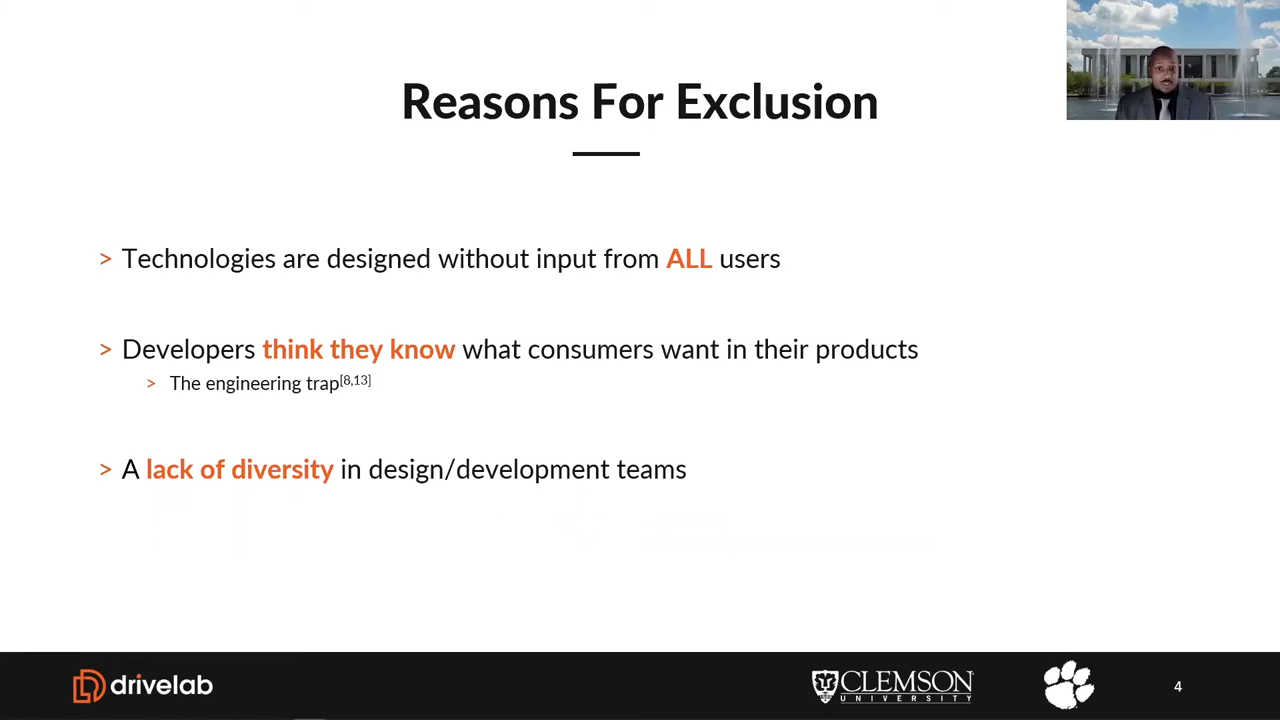 Reasons For Exclusion
> Technologies are designed without input from ALL users
> Developers think they know what consumers want in their products
> The engineering trap[8,13]
> A lack of diversity in design/development teams
drivelab
CLEMSON
UNIVERSITY
4